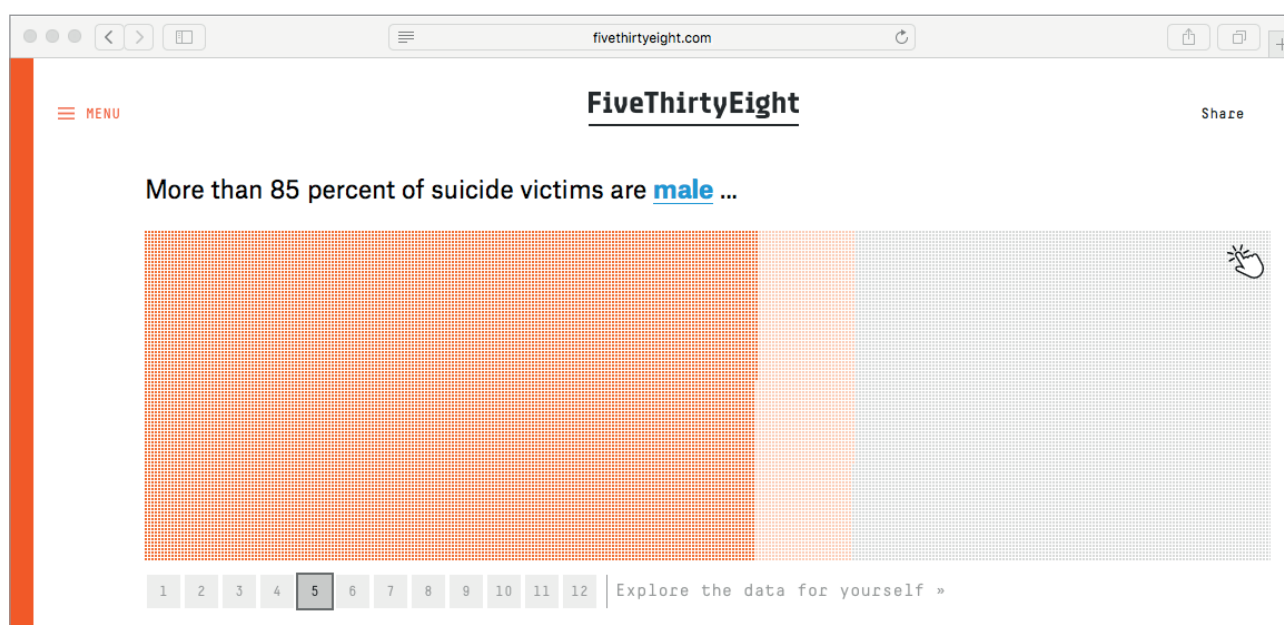 fivethirtyeight.com
MENU
FiveThirtyEight
Share
More than 85 percent of suicide victims are male ...
1 2 3 4 5 6 7 8 9 10 11 12 Explore the data for yourself »